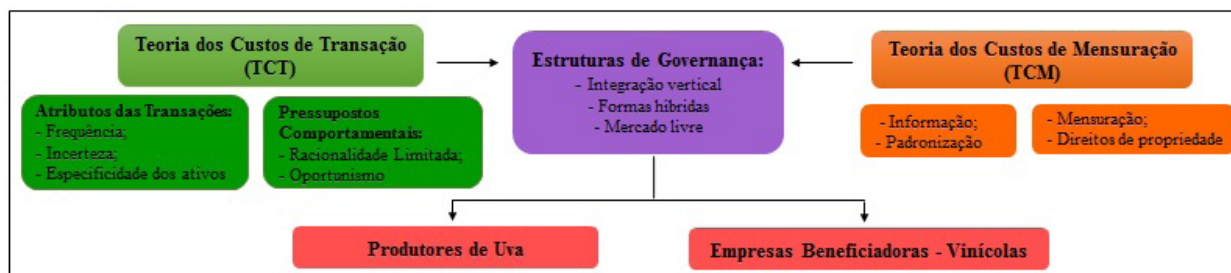 Teoria dos Custos de Transação
(TCT)
Atributos das Transações:
- Frequência;
- Incerteza;
- Especificidade dos ativos
Pressupostos
Comportamentais:
- Racionalidade Limitada;
- Oportunismo
Estruturas de Governança:
- Integração vertical
- Formas híbridas
- Mercado livre
Teoria dos Custos de Mensuração
(TCM)
- Informação;
- Padronização
- Mensuração;
- Direitos de propriedade
Produtores de Uva
Empresas Beneficiadoras - Vinícolas